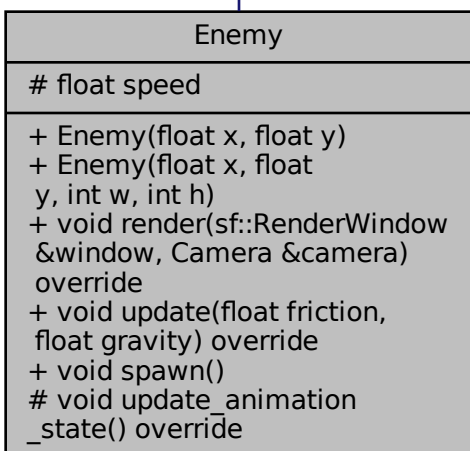 Enemy
# float speed
+ Enemy(float x, float y)
+ Enemy(float x, float
y, int w, int h)
+ void render(sf::RenderWindow
&window, Camera &camera)
override
+ void update(float friction,
float gravity) override
+ void spawn()
# void update_animation
_state() override